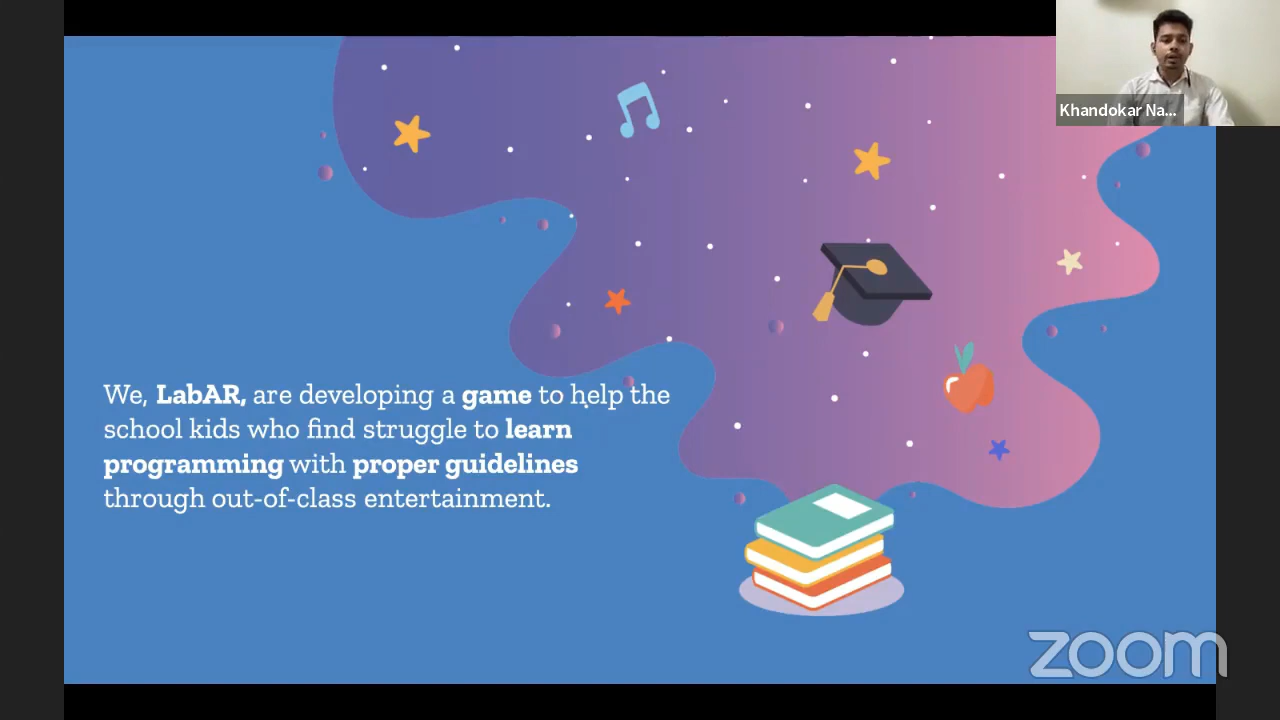 Khandokar Na...
We, LabAR, are developing a game to help the
school kids who find struggle to learn
programming with proper guidelines
through out-of-class entertainment.
zoom